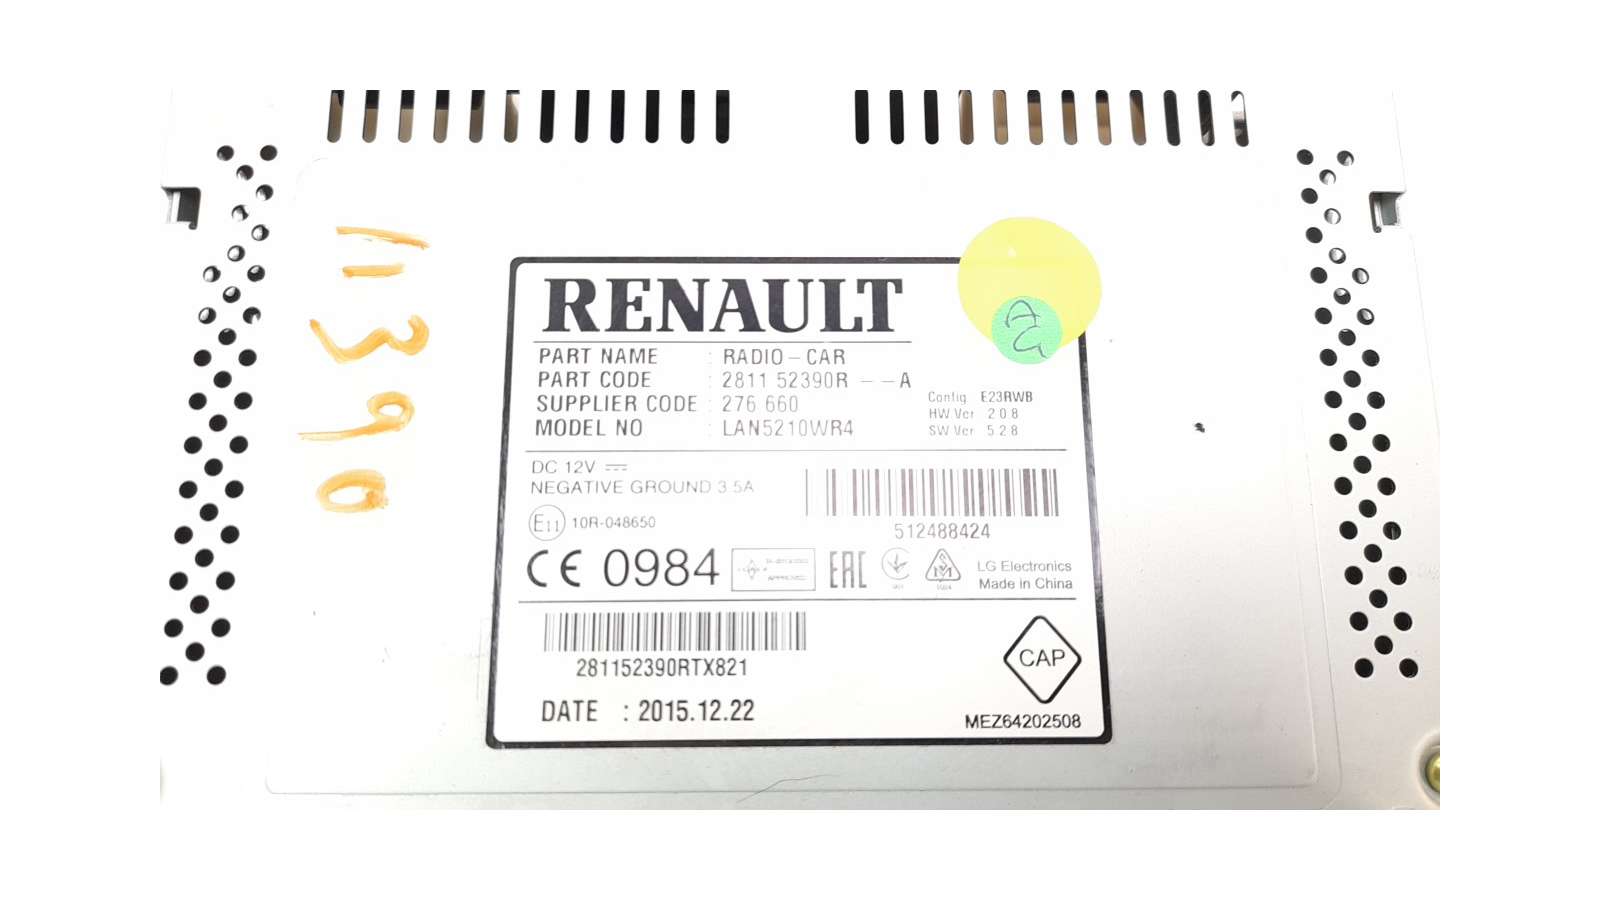 RENAULT
PART NAME : RADIO-CAR
PART CODE : 2811 52390R --A
SUPPLIER CODE : 276 660
MODEL NO : LAN5210WR4
Config E23RWB
HW Ver 2.0.8
SW Ver 5.2.8
DC 12V
NEGATIVE GROUND 3.5A
E11 10R-048650
512488424
CE 0984
APPROVED
EAC
LG Electronics
Made in China
281152390RTX821
DATE : 2015.12.22
CAP
MEZ64202508
AG